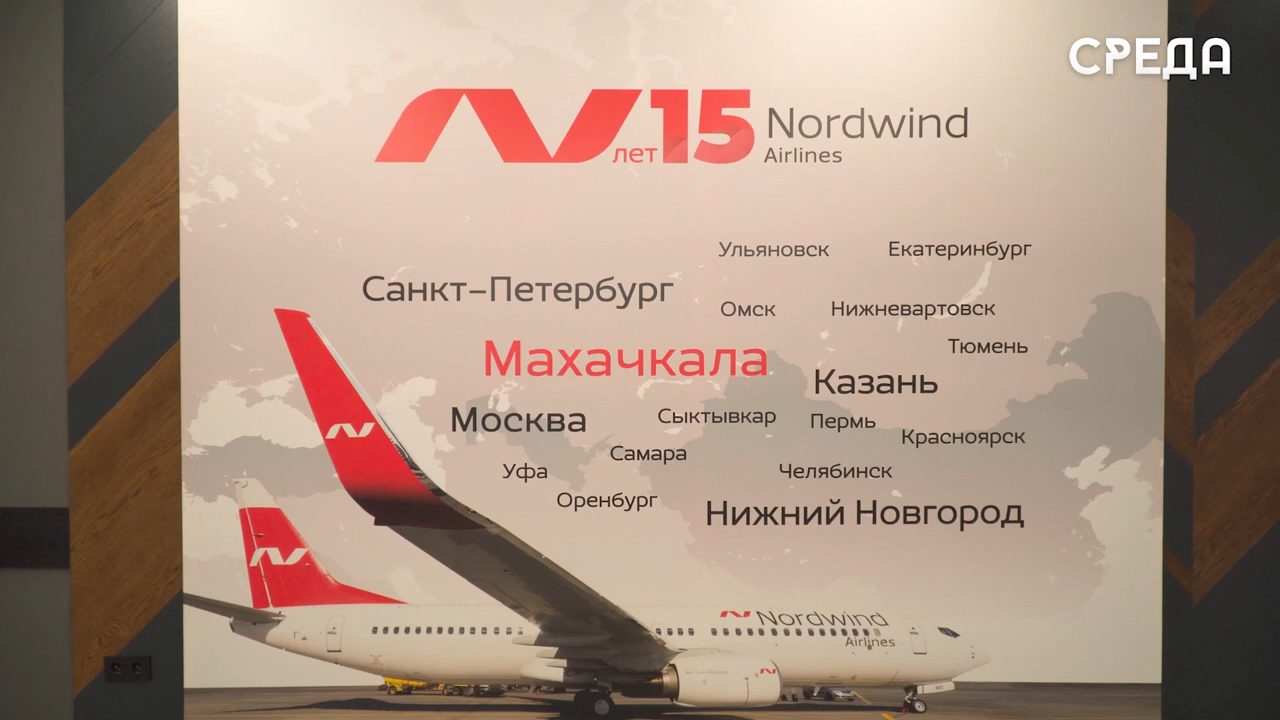 СРЕДА
лет 15 Nordwind
Airlines
Ульяновск Екатеринбург
Санкт-Петербург
Омск Нижневартовск
Тюмень
Махачкала
Казань
Москва Сыктывкар Пермь
Красноярск
Самара
Уфа Челябинск
Оренбург
Нижний Новгород
Nordwind
Airlines